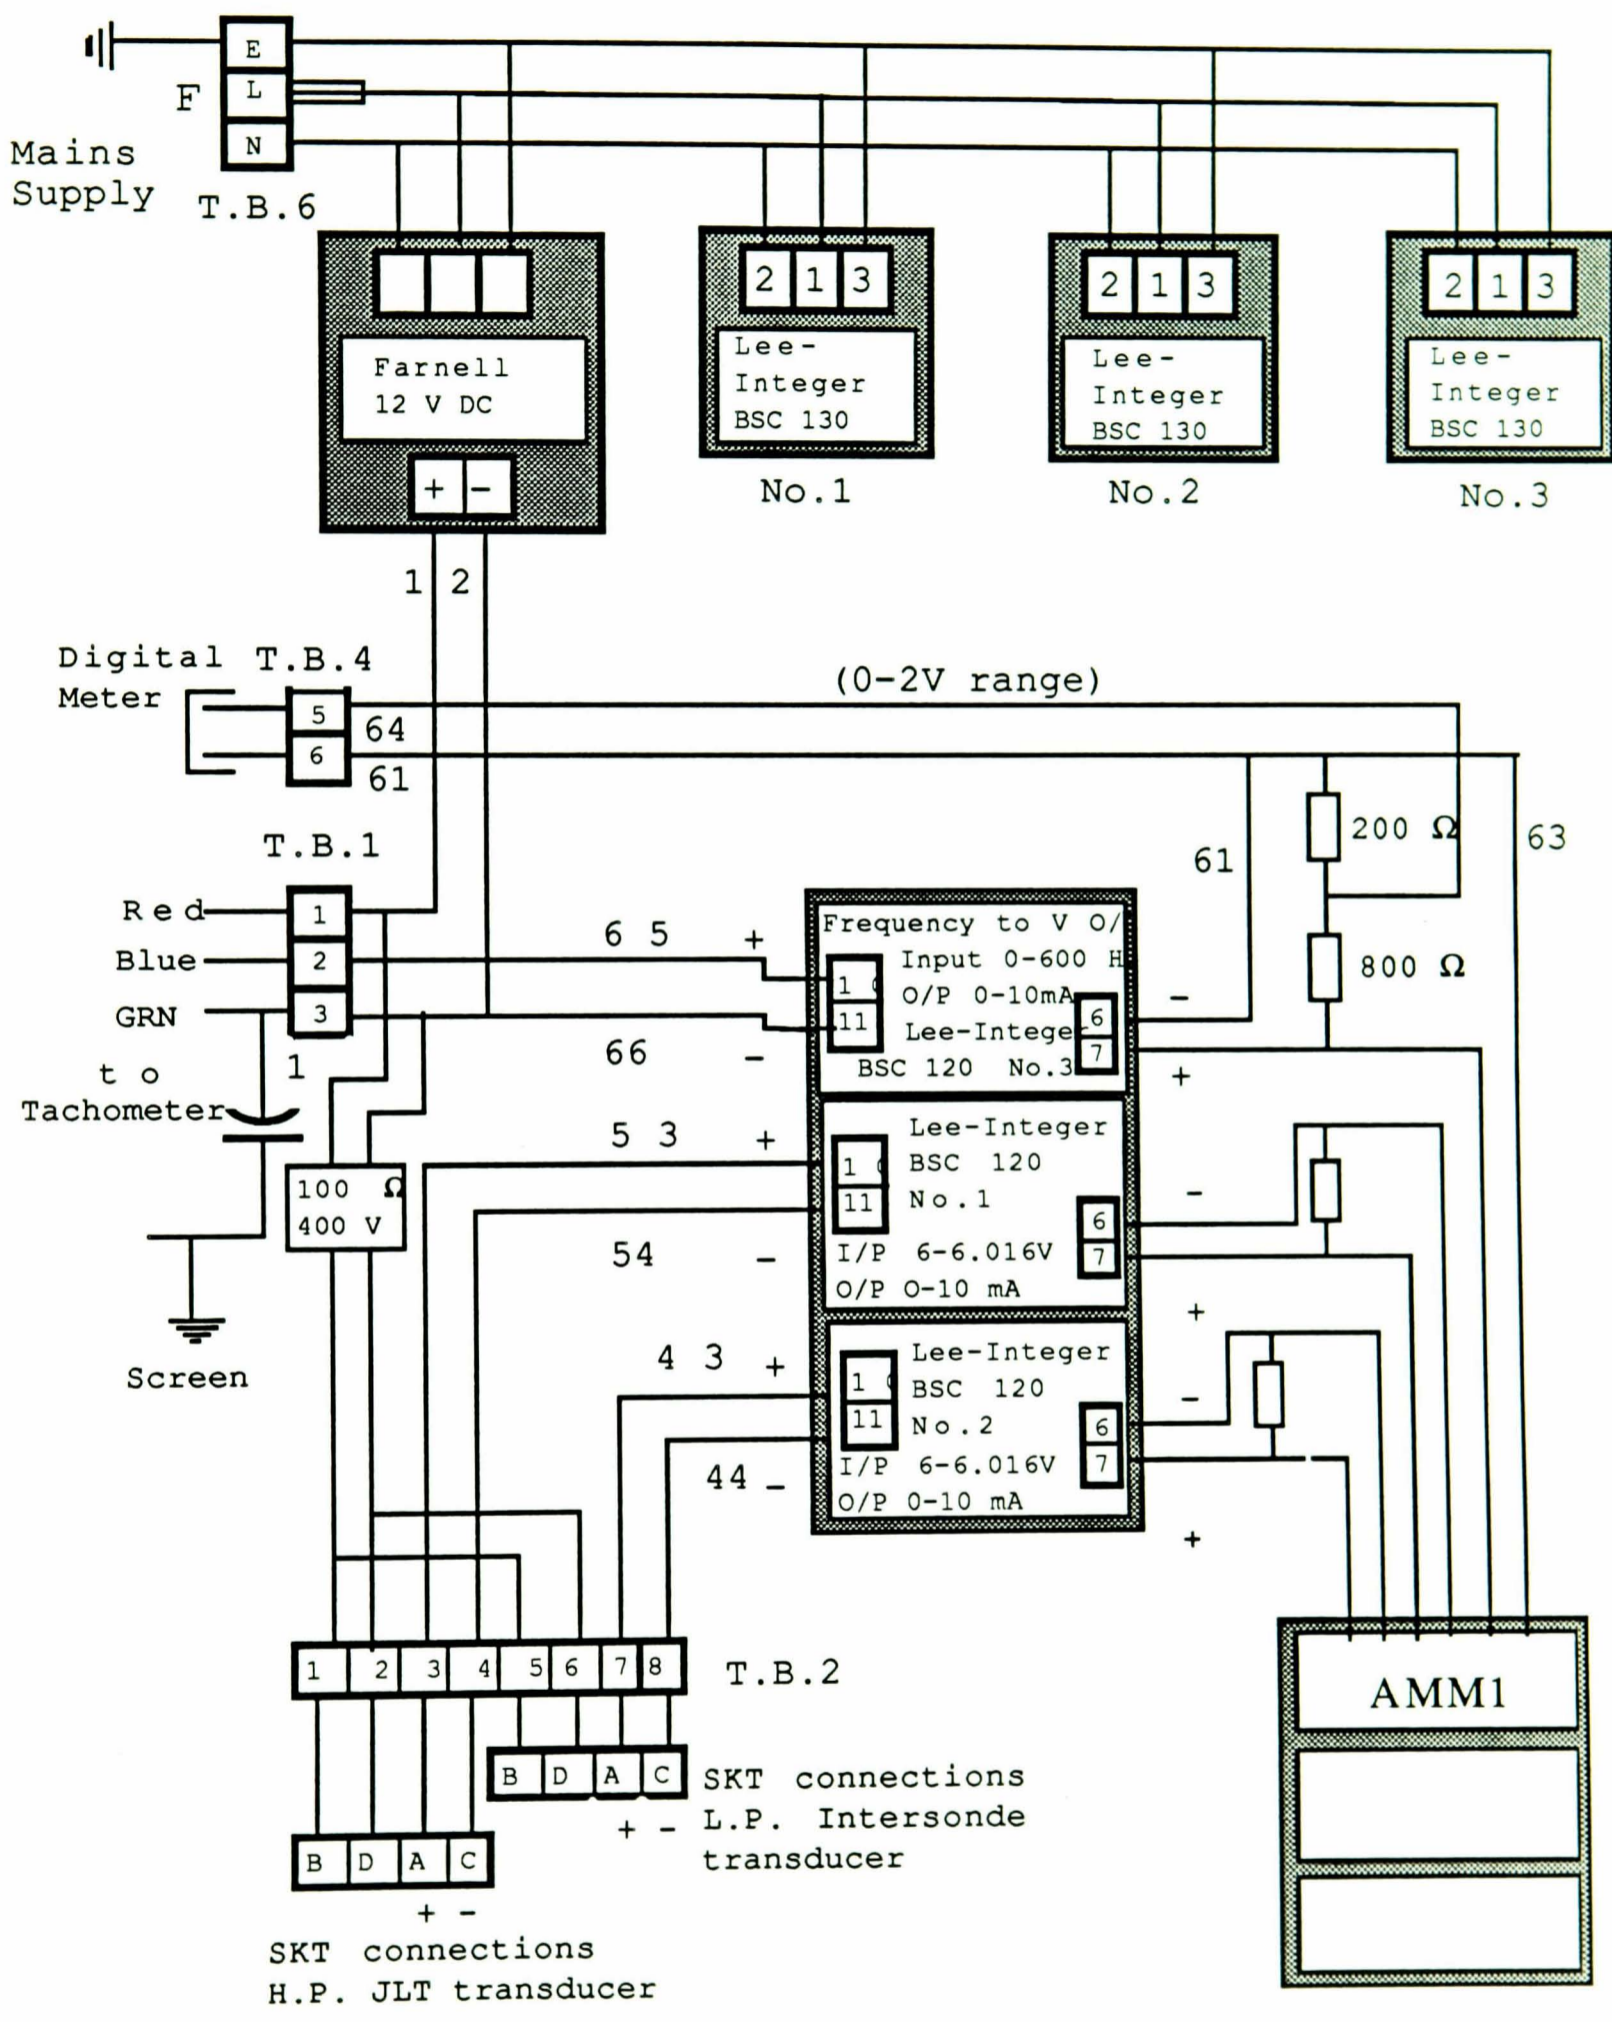 E
F L
N
Mains
Supply
T.B.6
2 1 3
2 1 3
2 1 3
Farnell
12 V DC
+ -
Lee-
Integer
BSC 130
No.1
Lee-
Integer
BSC 130
No.2
Lee-
Integer
BSC 130
No.3
1 2
Digital T.B.4
Meter
(0-2V range)
5
64
6
61
T.B.1
200 Ω
63
61
Red 1
Blue 2
GRN 3
1
to
Tachometer
6 5 +
66 -
Frequency to V O/
Input 0-600 H
O/P 0-10mA
Lee-Intege
BSC 120 No.3
1
11
6
7
-
+
800 Ω
5 3 +
54 -
Lee-Integer
BSC 120
No.1
1
11
6
7
I/P 6-6.016V
O/P O-10 mA
-
+
100 Ω
400 V
Screen
4 3 +
44 -
Lee-Integer
BSC 120
No.2
1
11
6
7
I/P 6-6.016V
O/P 0-10 mA
-
+
1 2 3 4 5 6 7 8
T.B.2
AMM1
B D A C
+ -
SKT connections
L.P. Intersonde
transducer
B D A C
+ -
SKT connections
H.P. JLT transducer